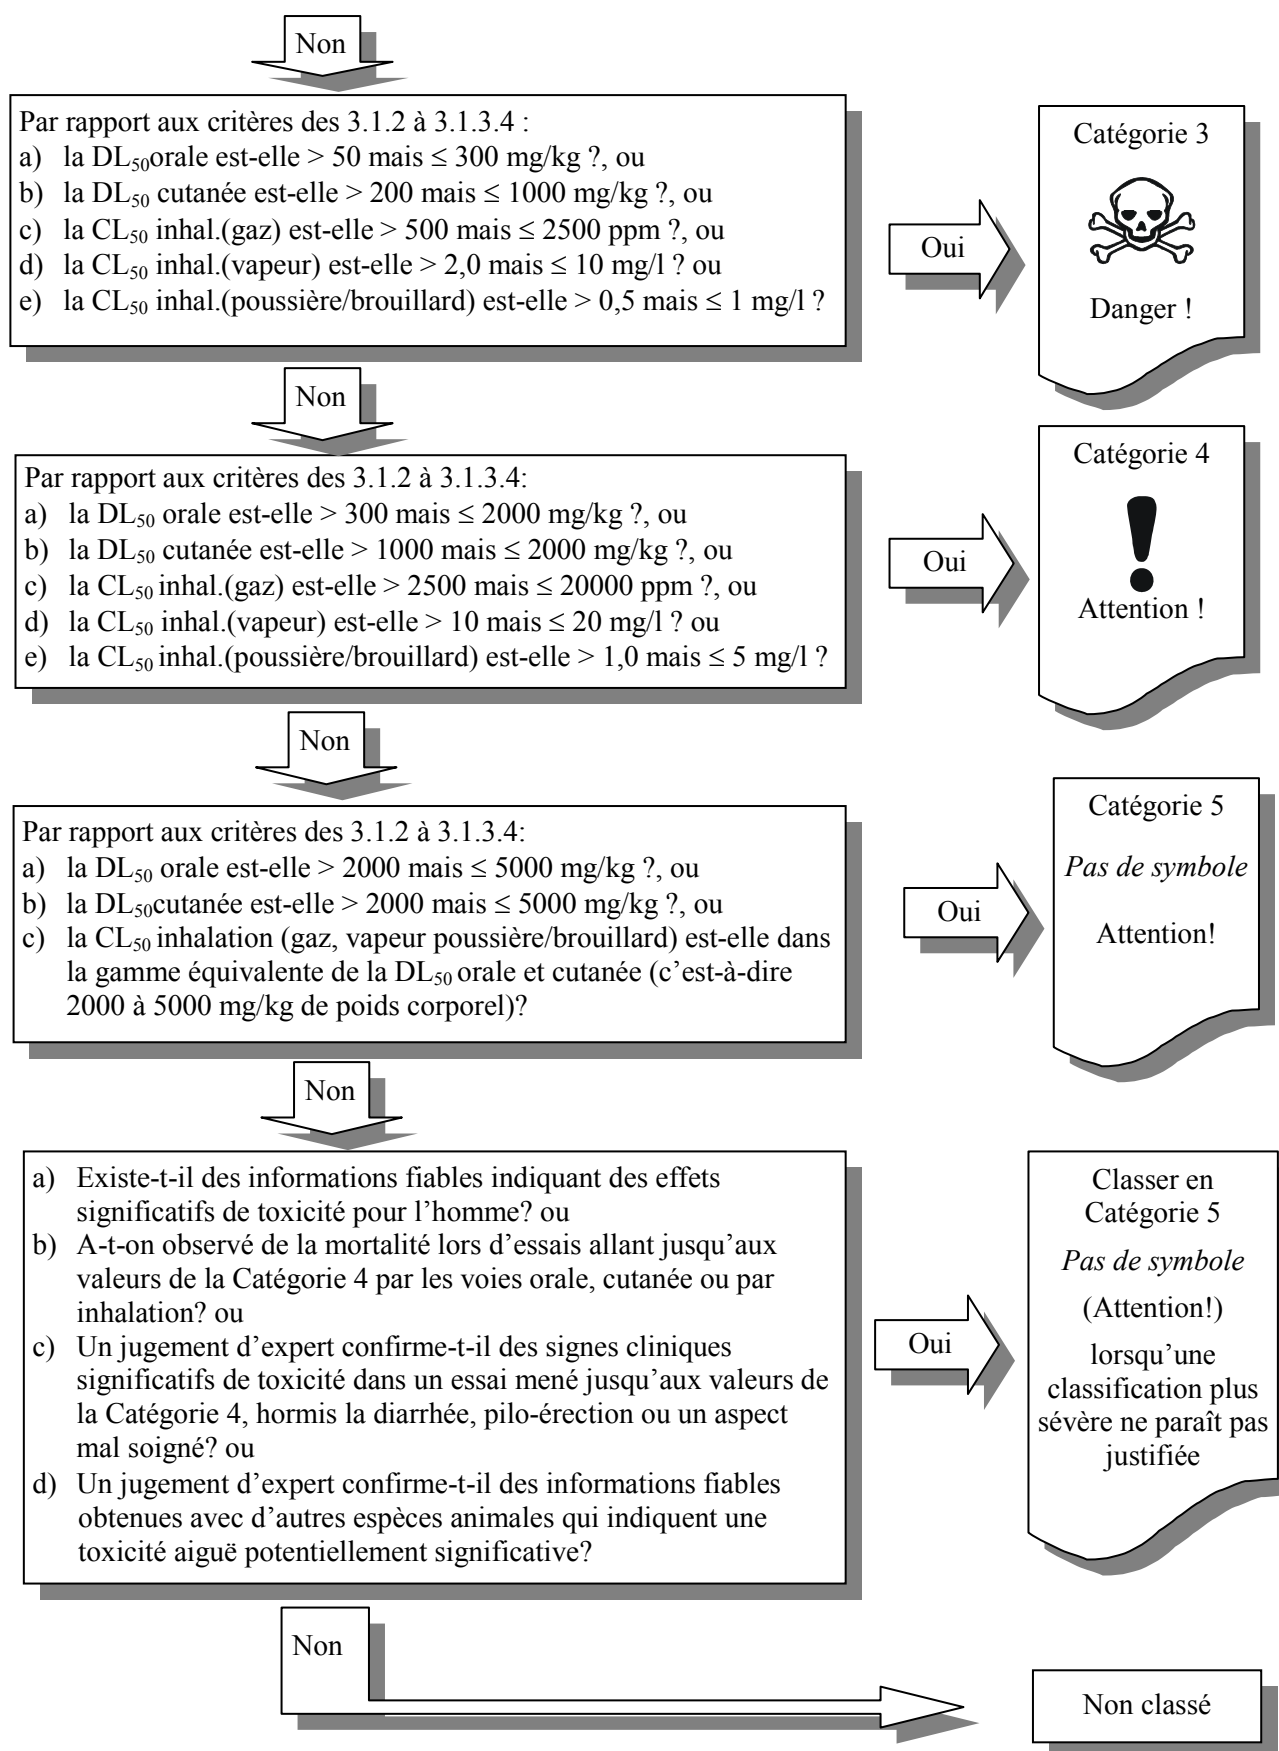 Non
Par rapport aux critères des 3.1.2 à 3.1.3.4 :
a) la DL₅₀orale est-elle > 50 mais ≤ 300 mg/kg ?, ou
b) la DL₅₀ cutanée est-elle > 200 mais ≤ 1000 mg/kg ?, ou
c) la CL₅₀ inhal.(gaz) est-elle > 500 mais ≤ 2500 ppm ?, ou
d) la CL₅₀ inhal.(vapeur) est-elle > 2,0 mais ≤ 10 mg/l ? ou
e) la CL₅₀ inhal.(poussière/brouillard) est-elle > 0,5 mais ≤ 1 mg/l ?
Oui
Catégorie 3
Danger !
Non
Par rapport aux critères des 3.1.2 à 3.1.3.4:
a) la DL₅₀ orale est-elle > 300 mais ≤ 2000 mg/kg ?, ou
b) la DL₅₀ cutanée est-elle > 1000 mais ≤ 2000 mg/kg ?, ou
c) la CL₅₀ inhal.(gaz) est-elle > 2500 mais ≤ 20000 ppm ?, ou
d) la CL₅₀ inhal.(vapeur) est-elle > 10 mais ≤ 20 mg/l ? ou
e) la CL₅₀ inhal.(poussière/brouillard) est-elle > 1,0 mais ≤ 5 mg/l ?
Oui
Catégorie 4
!
Attention !
Non
Par rapport aux critères des 3.1.2 à 3.1.3.4:
a) la DL₅₀ orale est-elle > 2000 mais ≤ 5000 mg/kg ?, ou
b) la DL₅₀cutanée est-elle > 2000 mais ≤ 5000 mg/kg ?, ou
c) la CL₅₀ inhalation (gaz, vapeur poussière/brouillard) est-elle dans
la gamme équivalente de la DL₅₀ orale et cutanée (c’est-à-dire
2000 à 5000 mg/kg de poids corporel)?
Oui
Catégorie 5
Pas de symbole
Attention!
Non
a) Existe-t-il des informations fiables indiquant des effets
significatifs de toxicité pour l’homme? ou
b) A-t-on observé de la mortalité lors d’essais allant jusqu’aux
valeurs de la Catégorie 4 par les voies orale, cutanée ou par
inhalation? ou
c) Un jugement d’expert confirme-t-il des signes cliniques
significatifs de toxicité dans un essai mené jusqu’aux valeurs de
la Catégorie 4, hormis la diarrhée, pilo-érection ou un aspect
mal soigné? ou
d) Un jugement d’expert confirme-t-il des informations fiables
obtenues avec d’autres espèces animales qui indiquent une
toxicité aiguë potentiellement significative?
Oui
Classer en
Catégorie 5
Pas de symbole
(Attention!)
lorsqu’une
classification plus
sévère ne paraît pas
justifiée
Non
Non classé